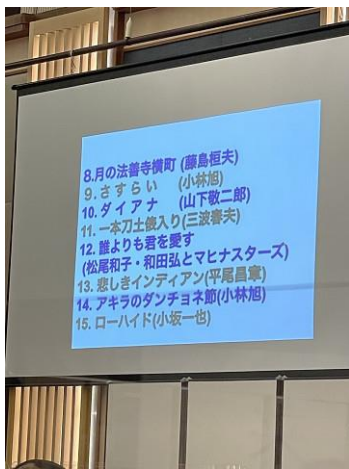 8.月の法善寺横町 (藤島桓夫)
9.さすらい (小林旭)
10.ダイアナ (山下敬二郎)
11.一本刀土俵入り(三波春夫)
12.誰よりも君を愛す
(松尾和子・和田弘とマヒナスターズ)
13.悲しきインディアン(平尾昌章)
14.アキラのダンチョネ節(小林旭)
15.ローハイド(小坂一也)